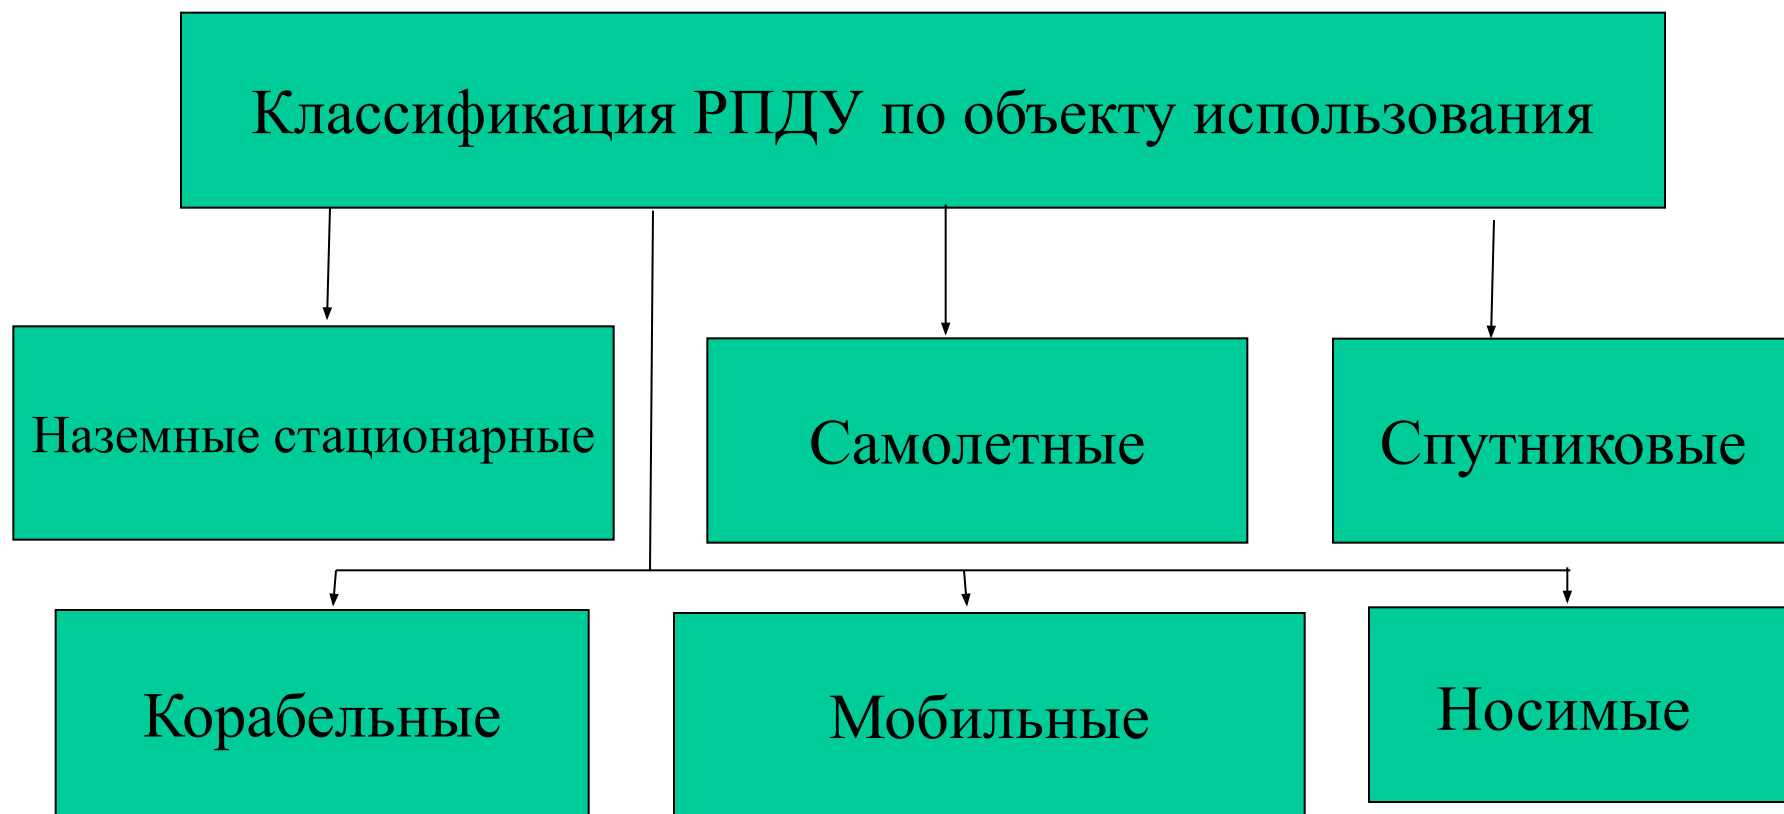 Классификация РПДУ по объекту использования
Наземные стационарные
Самолетные
Спутниковые
Корабельные
Мобильные
Носимые